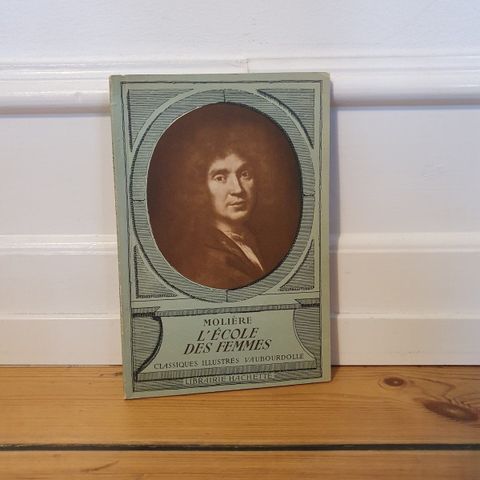 MOLIÈRE
L'ÉCOLE
DES FEMMES
CLASSIQUES ILLUSTRÉS VAUBOURDOLLE
LIBRAIRIE HACHETTE